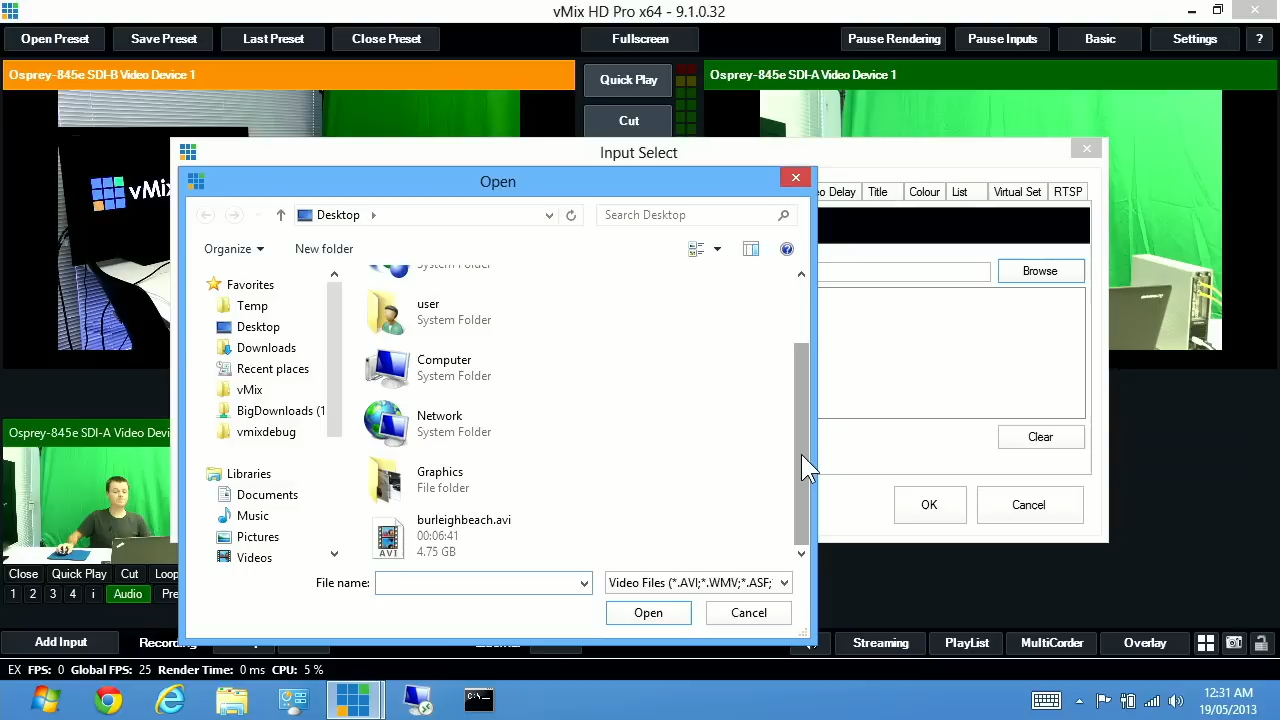 vMix HD Pro x64 - 9.1.0.32
Open Preset
Save Preset
Last Preset
Close Preset
Fullscreen
Pause Rendering
Pause Inputs
Basic
Settings
?
Osprey-845e SDI-B Video Device 1
Quick Play
Osprey-845e SDI-A Video Device 1
Cut
Input Select
Open
Title
Colour
List
Virtual Set
RTSP
vMix
Desktop
Search Desktop
Organize
New folder
Browse
System Folder
Favorites
user
System Folder
Temp
Desktop
Downloads
Computer
System Folder
Recent places
vMix
BigDownloads (1
Network
System Folder
vmixdebug
Osprey-845e SDI-A Video Devi
Clear
Libraries
Graphics
File folder
Documents
Music
Pictures
Videos
burleighbeach.avi
00:06:41
4.75 GB
AVI
OK
Cancel
File name:
Video Files (*.AVI;*.WMV;*.ASF;
Open
Cancel
Close
Quick Play
Cut
Loop
1
2
3
4
i
Audio
Pre
Add Input
Streaming
PlayList
MultiCorder
Overlay
EX FPS: 0 Global FPS: 25 Render Time: 0 ms CPU: 5 %
12:31 AM
19/05/2013